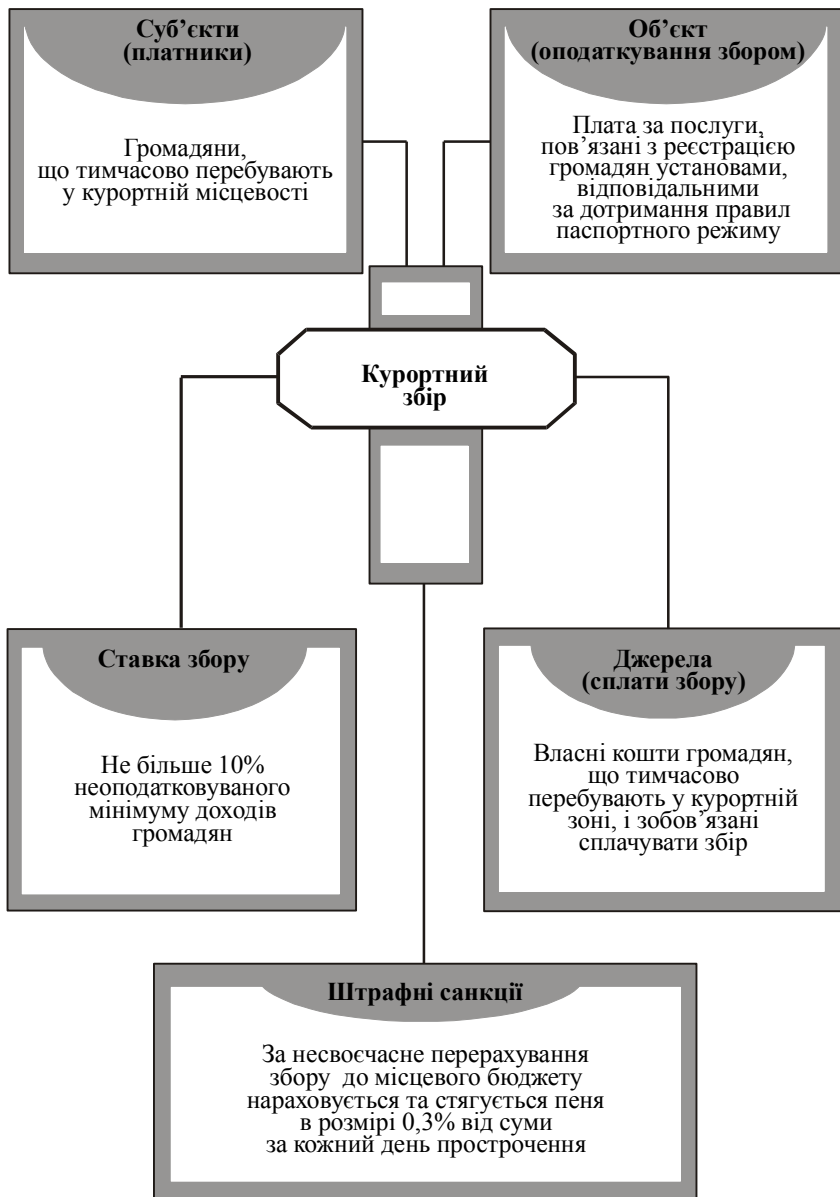 Суб’єкти
(платники)
Громадяни,
що тимчасово перебувають
у курортній місцевості
Об’єкт
(оподаткування збором)
Плата за послуги,
пов’язані з реєстрацією
громадян установами,
відповідальними
за дотримання правил
паспортного режиму
Курортний
збір
Ставка збору
Не більше 10%
неоподатковуваного
мінімуму доходів
громадян
Джерела
(сплати збору)
Власні кошти громадян,
що тимчасово
перебувають у курортній
зоні, і зобов’язані
сплачувати збір
Штрафні санкції
За несвоєчасне перерахування
збору до місцевого бюджету
нараховується та стягується пеня
в розмірі 0,3% від суми
за кожний день прострочення